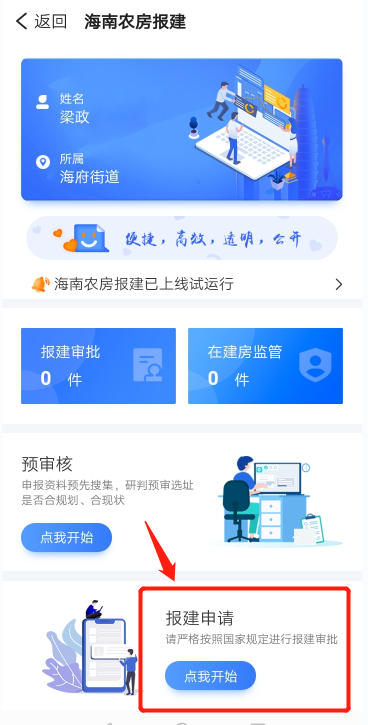 返回 海南农房报建
姓名
梁政
所属
海府街道
便捷，高效，透明，公开
海南农房报建已上线试运行
报建审批 在建房监管
0 件 0 件
预审核
申报资料预先搜集，研判预审选址
是否合规划、合现状
点我开始
报建申请
请严格按照国家规定进行报建审批
点我开始